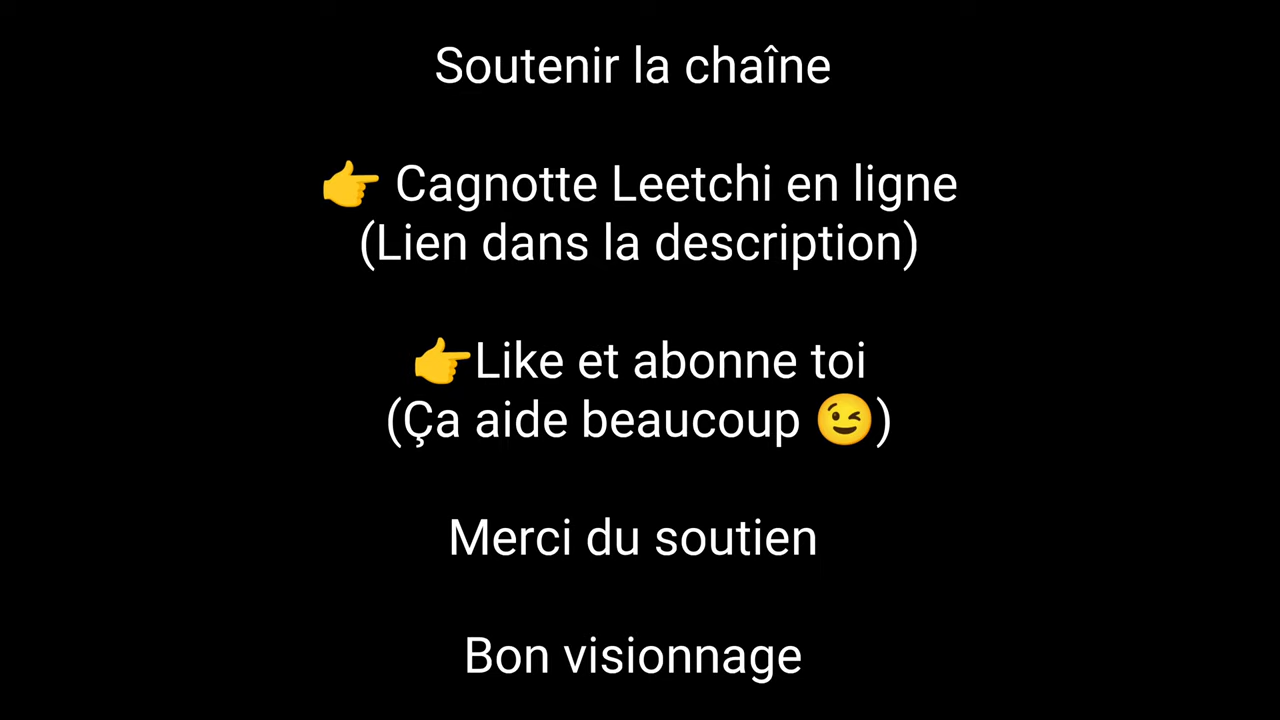 Soutenir la chaîne
👉 Cagnotte Leetchi en ligne
(Lien dans la description)
👉Like et abonne toi
(Ça aide beaucoup 😉)
Merci du soutien
Bon visionnage